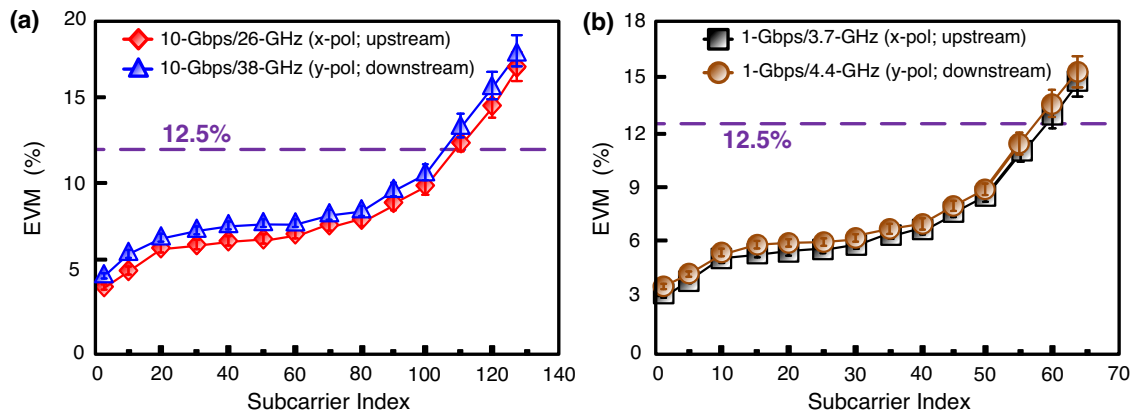 (a)
EVM (%)
20
15
10
5
0
10-Gbps/26-GHz (x-pol; upstream)
10-Gbps/38-GHz (y-pol; downstream)
12.5%
0 20 40 60 80 100 120 140
Subcarrier Index
(b)
EVM (%)
18
15
12
9
6
3
0
1-Gbps/3.7-GHz (x-pol; upstream)
1-Gbps/4.4-GHz (y-pol; downstream)
12.5%
0 10 20 30 40 50 60 70
Subcarrier Index